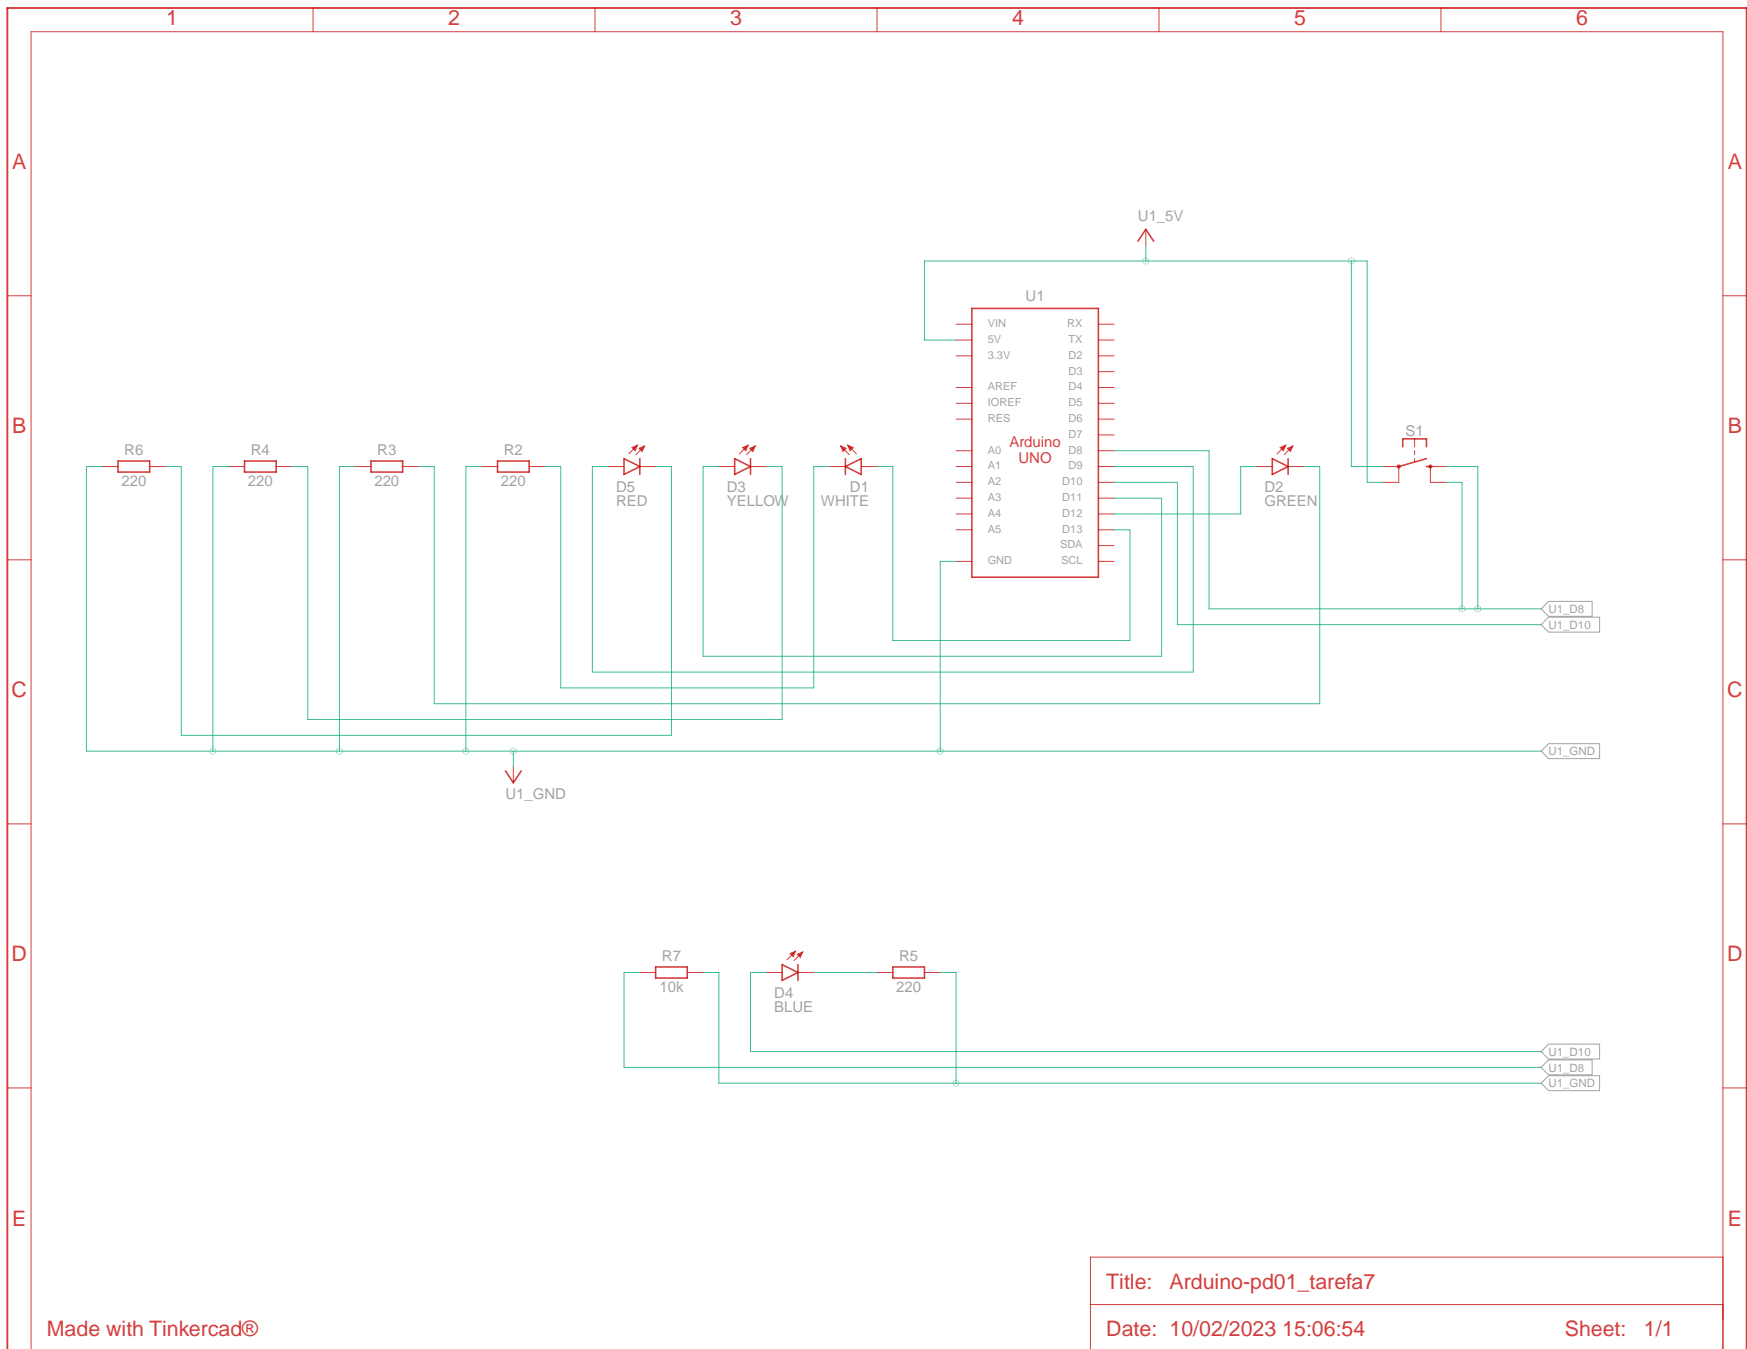 1 2 3 4 5 6
A A
U1_5V
U1
VIN RX
5V TX
3.3V D2
D3
AREF D4
IOREF D5
RES D6
D7
Arduino
UNO
A0 D8
A1 D9
A2 D10
A3 D11
A4 D12
A5 D13
SDA
GND SCL
B B
R6
220
R4
220
R3
220
R2
220
D5
RED
D3
YELLOW
D1
WHITE
D2
GREEN
S1
U1_D8
U1_D10
C C
U1_GND
U1_GND
D D
R7
10k
D4
BLUE
R5
220
U1_D10
U1_D8
U1_GND
E E
Title: Arduino-pd01_tarefa7
Made with Tinkercad®
Date: 10/02/2023 15:06:54 Sheet: 1/1